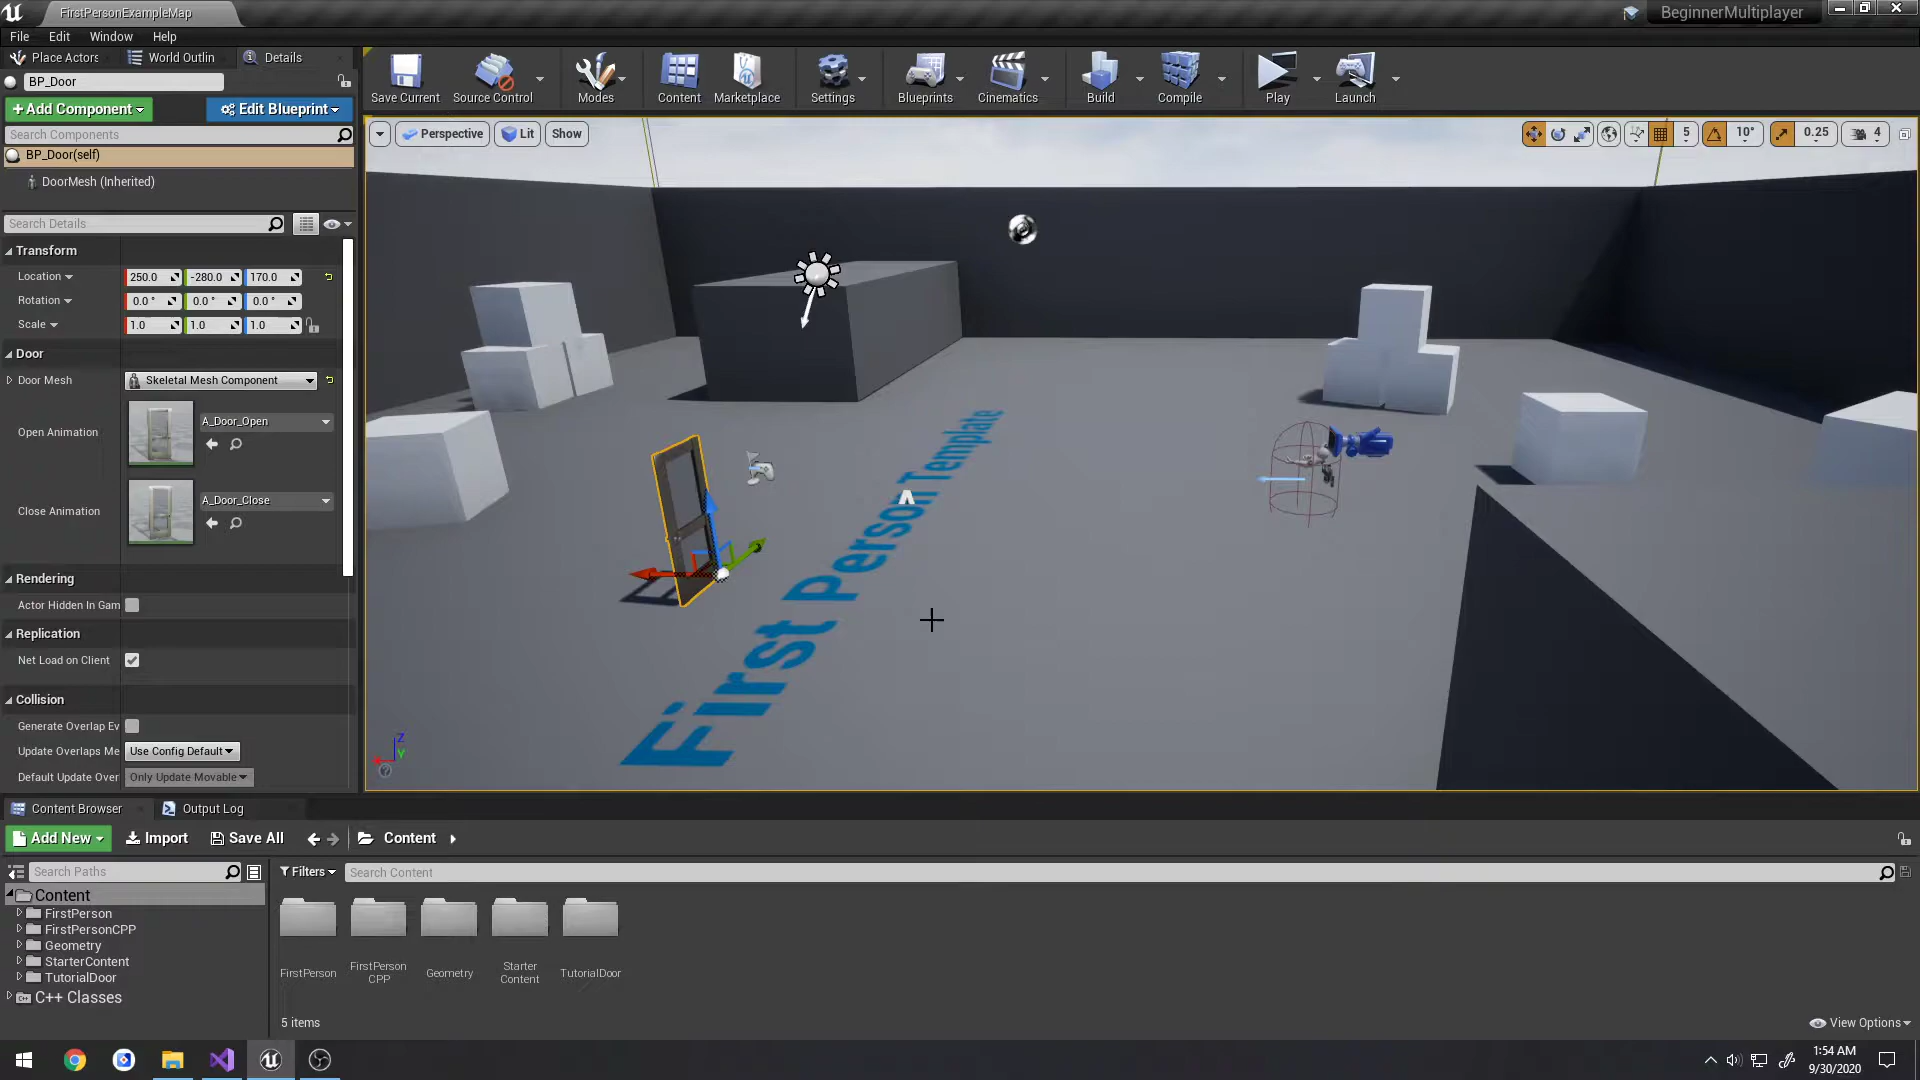 FirstPersonExampleMap
BeginnerMultiplayer
File Edit Window Help
Place Actors World Outlin Details
BP_Door
Add Component Edit Blueprint
Search Components
BP_Door(self)
DoorMesh (Inherited)
Search Details
Transform
Location 250.0 -280.0 170.0
Rotation 0.0 ° 0.0 ° 0.0 °
Scale 1.0 1.0 1.0
Door
Door Mesh Skeletal Mesh Component
Open Animation A_Door_Open
Close Animation A_Door_Close
Rendering
Actor Hidden In Gam
Replication
Net Load on Client
Collision
Generate Overlap Ev
Update Overlaps Me Use Config Default
Default Update Over Only Update Movable
Save Current Source Control Modes Content Marketplace Settings Blueprints Cinematics Build Compile Play Launch
Perspective Lit Show
5 10° 0.25 4
First Person Template
Z
Y
Content Browser Output Log
Add New Import Save All Content
Search Paths
Filters Search Content
Content
FirstPerson
FirstPersonCPP
Geometry
StarterContent
TutorialDoor
C++ Classes
FirstPerson
FirstPerson
CPP
Geometry
Starter
Content
TutorialDoor
5 items
View Options
1:54 AM
9/30/2020